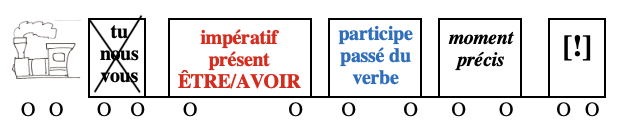 tu
nous
vous
impératif
présent
ÊTRE/AVOIR
participe
passé du
verbe
moment
précis
[!]
O O O O O O O O O O O O